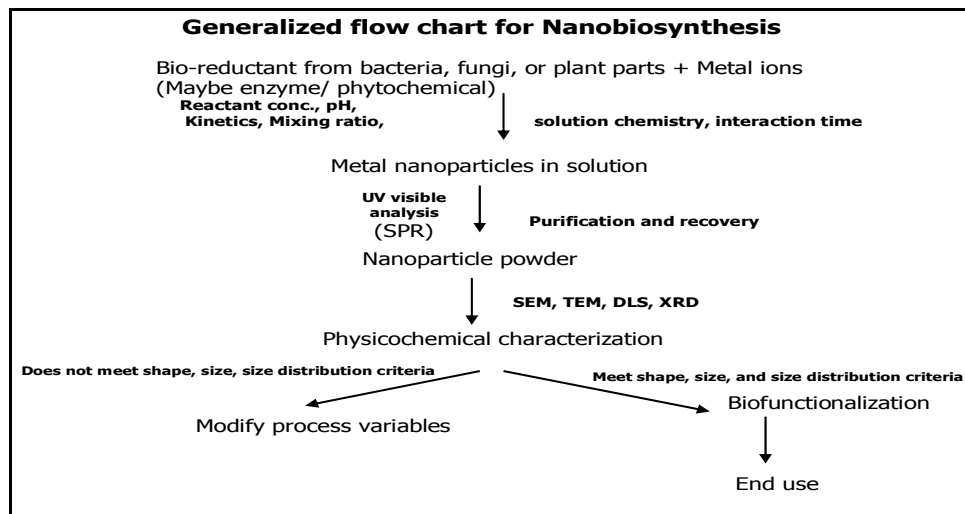 Generalized flow chart for Nanobiosynthesis
Bio-reductant from bacteria, fungi, or plant parts + Metal ions
(Maybe enzyme/ phytochemical)
Reactant conc., pH,
Kinetics, Mixing ratio,
solution chemistry, interaction time
Metal nanoparticles in solution
UV visible
analysis
(SPR)
Purification and recovery
Nanoparticle powder
SEM, TEM, DLS, XRD
Physicochemical characterization
Does not meet shape, size, size distribution criteria
Meet shape, size, and size distribution criteria
Modify process variables
Biofunctionalization
End use